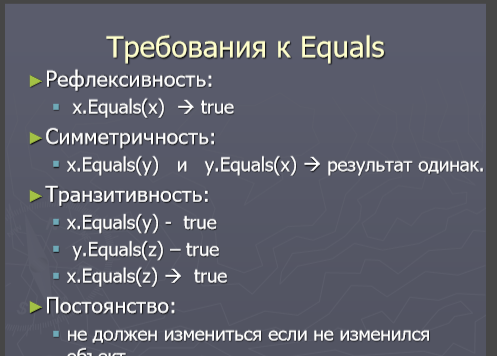 Требования к Equals
Рефлексивность:
x.Equals(x) → true
Симметричность:
x.Equals(y) и y.Equals(x) → результат одинак.
Транзитивность:
x.Equals(y) - true
y.Equals(z) – true
x.Equals(z) → true
Постоянство:
не должен измениться если не изменился
объект